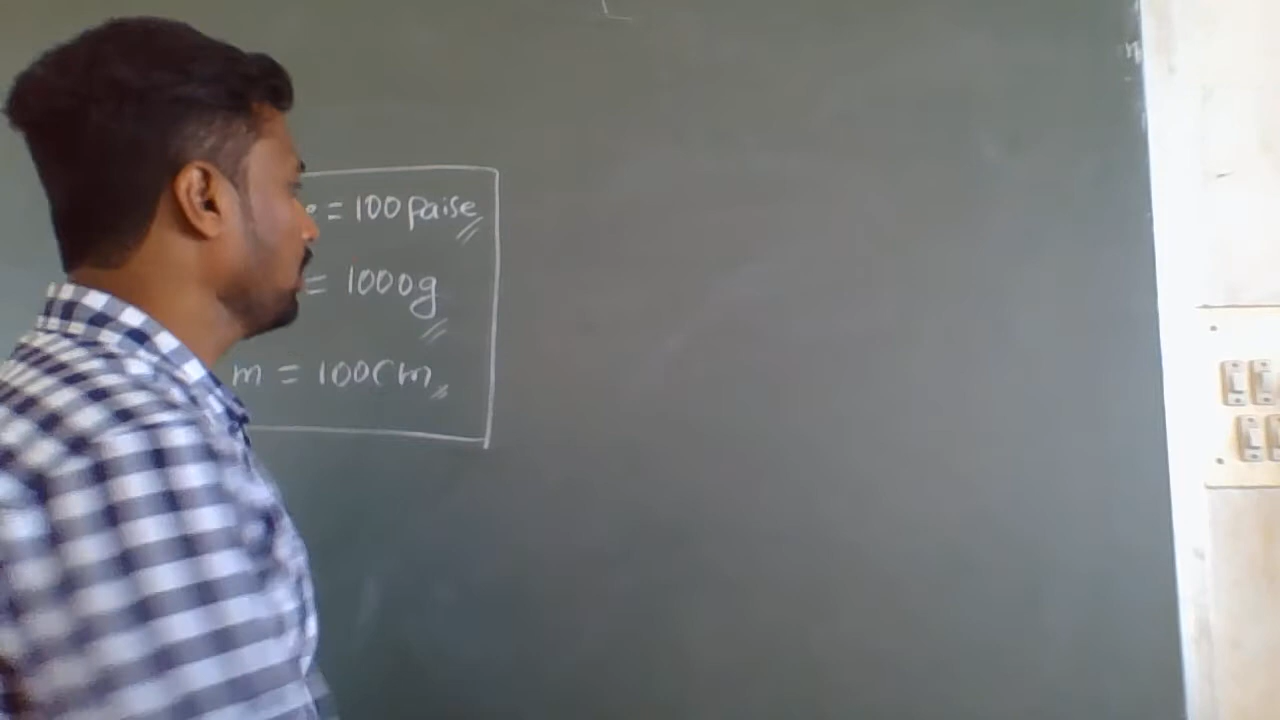 = 100 paise
= 1000g
m = 100cm